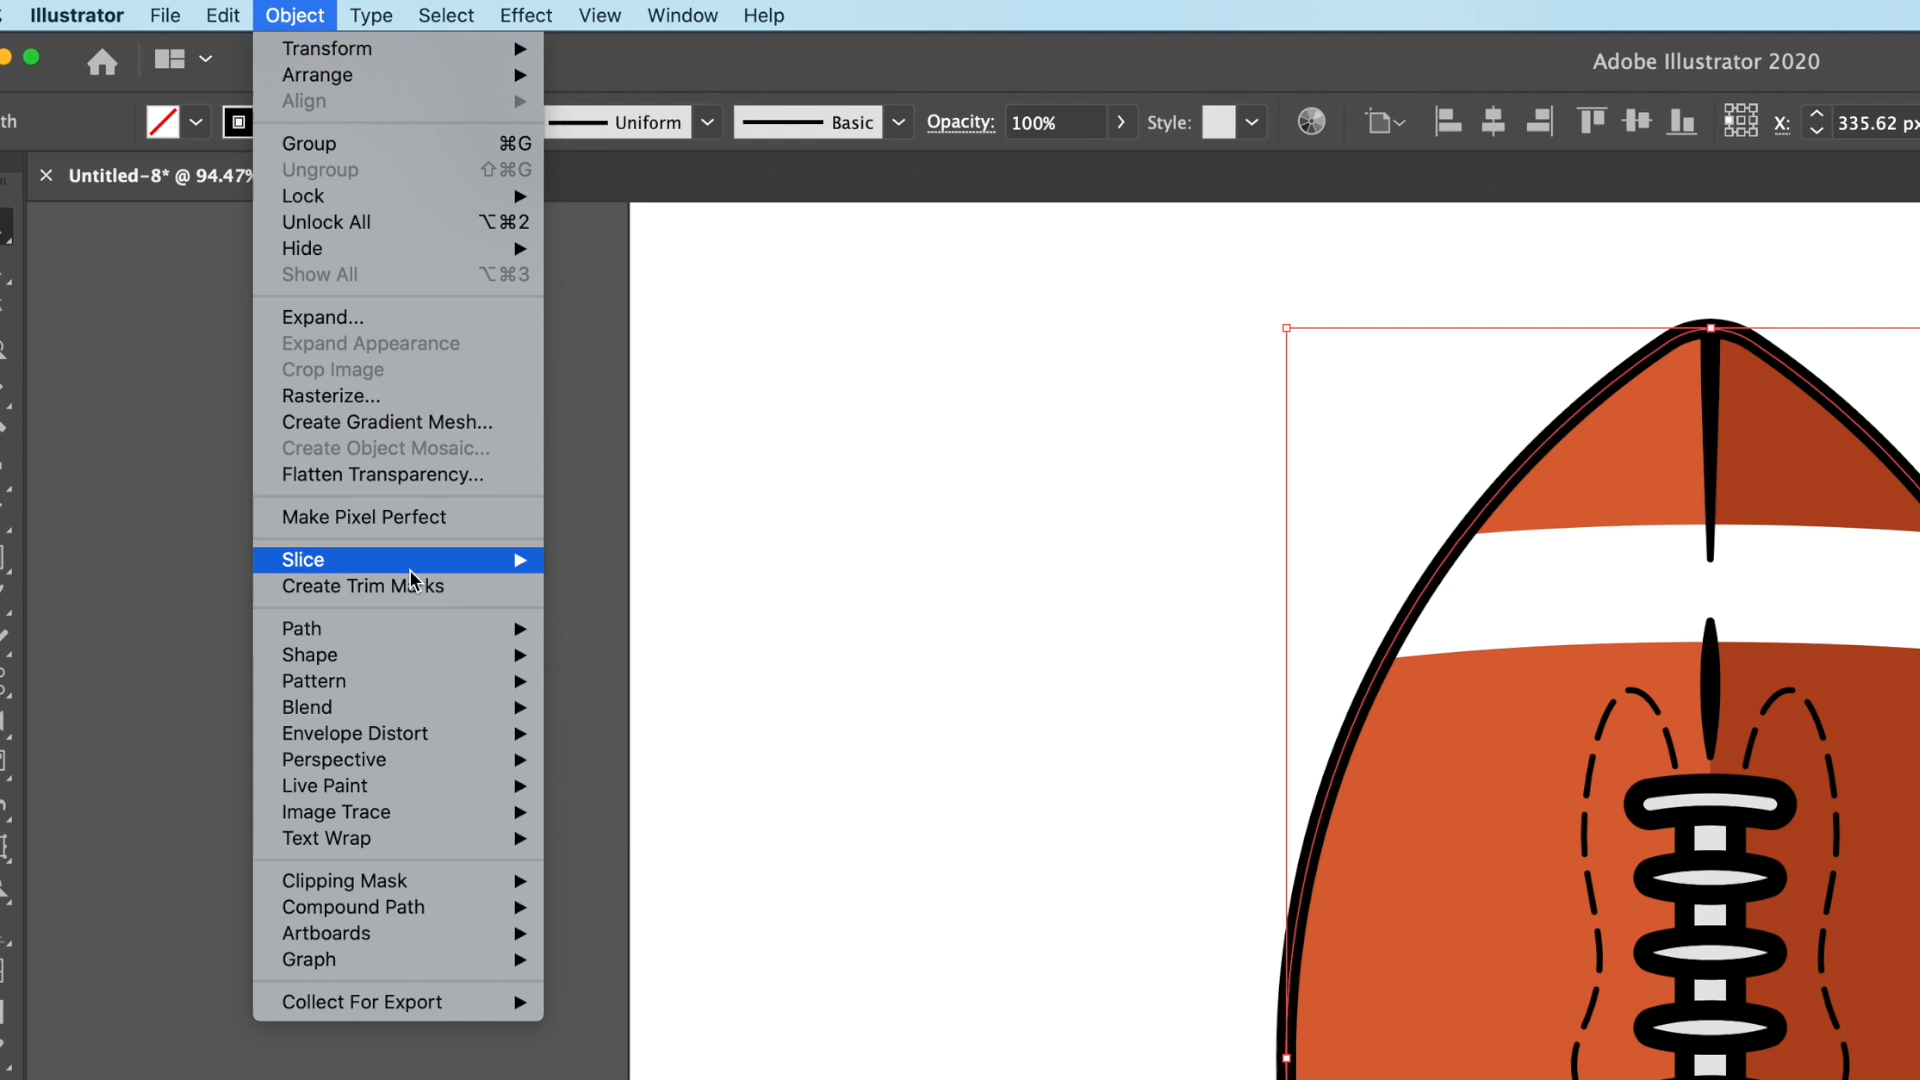 Illustrator File Edit Object Type Select Effect View Window Help
Adobe Illustrator 2020
th
Uniform
Basic
Opacity: 100%
Style:
X: 335.62 px
× Untitled-8* @ 94.47%
Transform
Arrange
Align
Group ⌘G
Ungroup ⇧⌘G
Lock
Unlock All ⌥⌘2
Hide
Show All ⌥⌘3
Expand...
Expand Appearance
Crop Image
Rasterize...
Create Gradient Mesh...
Create Object Mosaic...
Flatten Transparency...
Make Pixel Perfect
Slice
Create Trim Marks
Path
Shape
Pattern
Blend
Envelope Distort
Perspective
Live Paint
Image Trace
Text Wrap
Clipping Mask
Compound Path
Artboards
Graph
Collect For Export